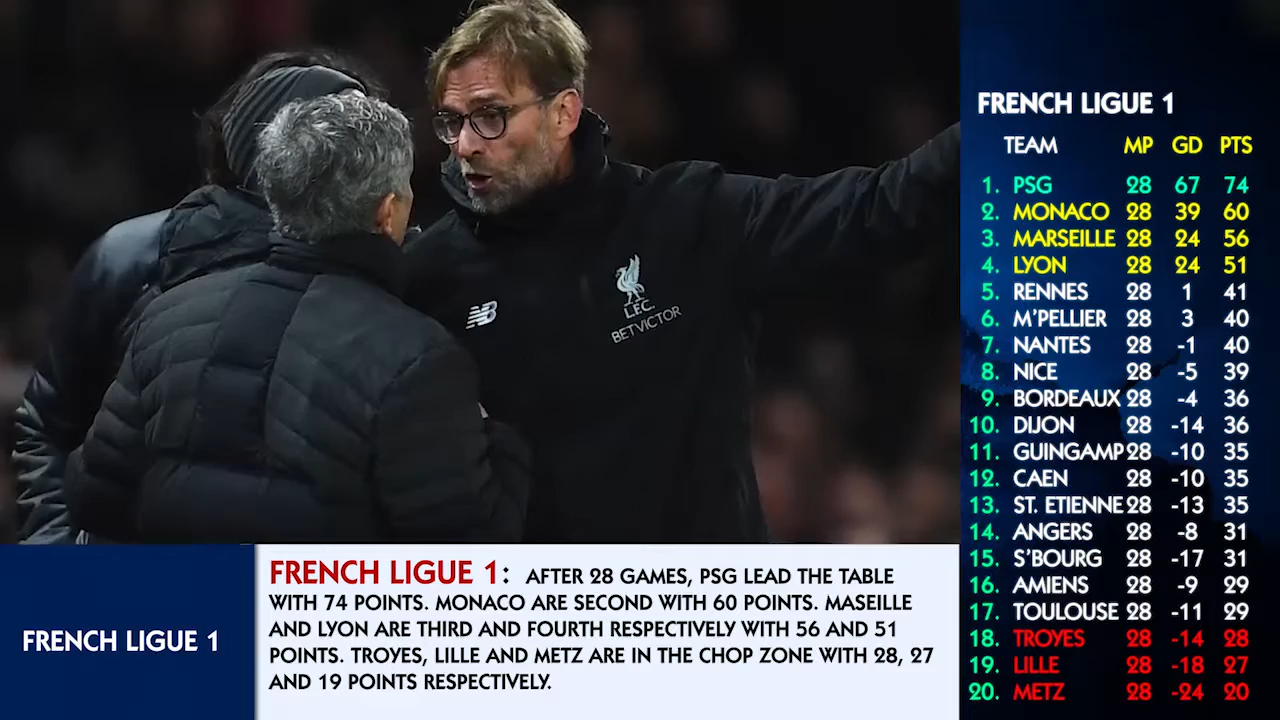 L.F.C.
BETVICTOR
FRENCH LIGUE 1
TEAM MP GD PTS
1. PSG 28 67 74
2. MONACO 28 39 60
3. MARSEILLE 28 24 56
4. LYON 28 24 51
5. RENNES 28 1 41
6. M'PELLIER 28 3 40
7. NANTES 28 -1 40
8. NICE 28 -5 39
9. BORDEAUX 28 -4 36
10. DIJON 28 -14 36
11. GUINGAMP 28 -10 35
12. CAEN 28 -10 35
13. ST. ETIENNE 28 -13 35
14. ANGERS 28 -8 31
15. S'BOURG 28 -17 31
16. AMIENS 28 -9 29
17. TOULOUSE 28 -11 29
18. TROYES 28 -14 28
19. LILLE 28 -18 27
20. METZ 28 -24 20
FRENCH LIGUE 1
FRENCH LIGUE 1: AFTER 28 GAMES, PSG LEAD THE TABLE
WITH 74 POINTS. MONACO ARE SECOND WITH 60 POINTS. MASEILLE
AND LYON ARE THIRD AND FOURTH RESPECTIVELY WITH 56 AND 51
POINTS. TROYES, LILLE AND METZ ARE IN THE CHOP ZONE WITH 28, 27
AND 19 POINTS RESPECTIVELY.